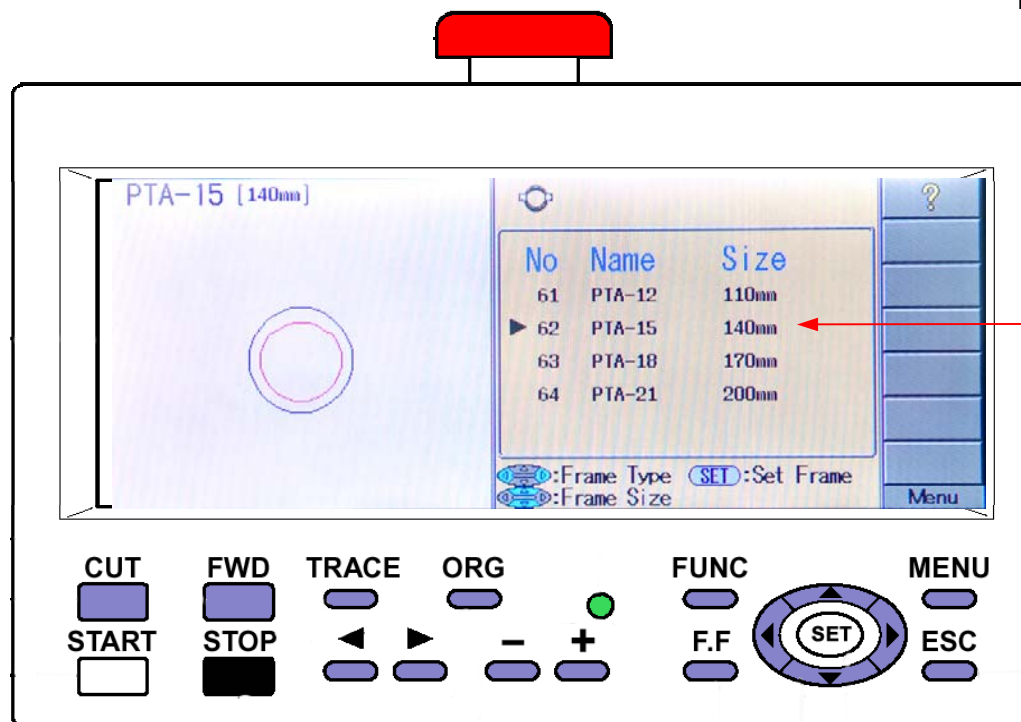 PTA-15 [140mm]
?
No Name Size
61 PTA-12 110mm
62 PTA-15 140mm
63 PTA-18 170mm
64 PTA-21 200mm
:Frame Type SET :Set Frame
:Frame Size
Menu
CUT FWD TRACE ORG FUNC MENU
START STOP - + F.F SET ESC